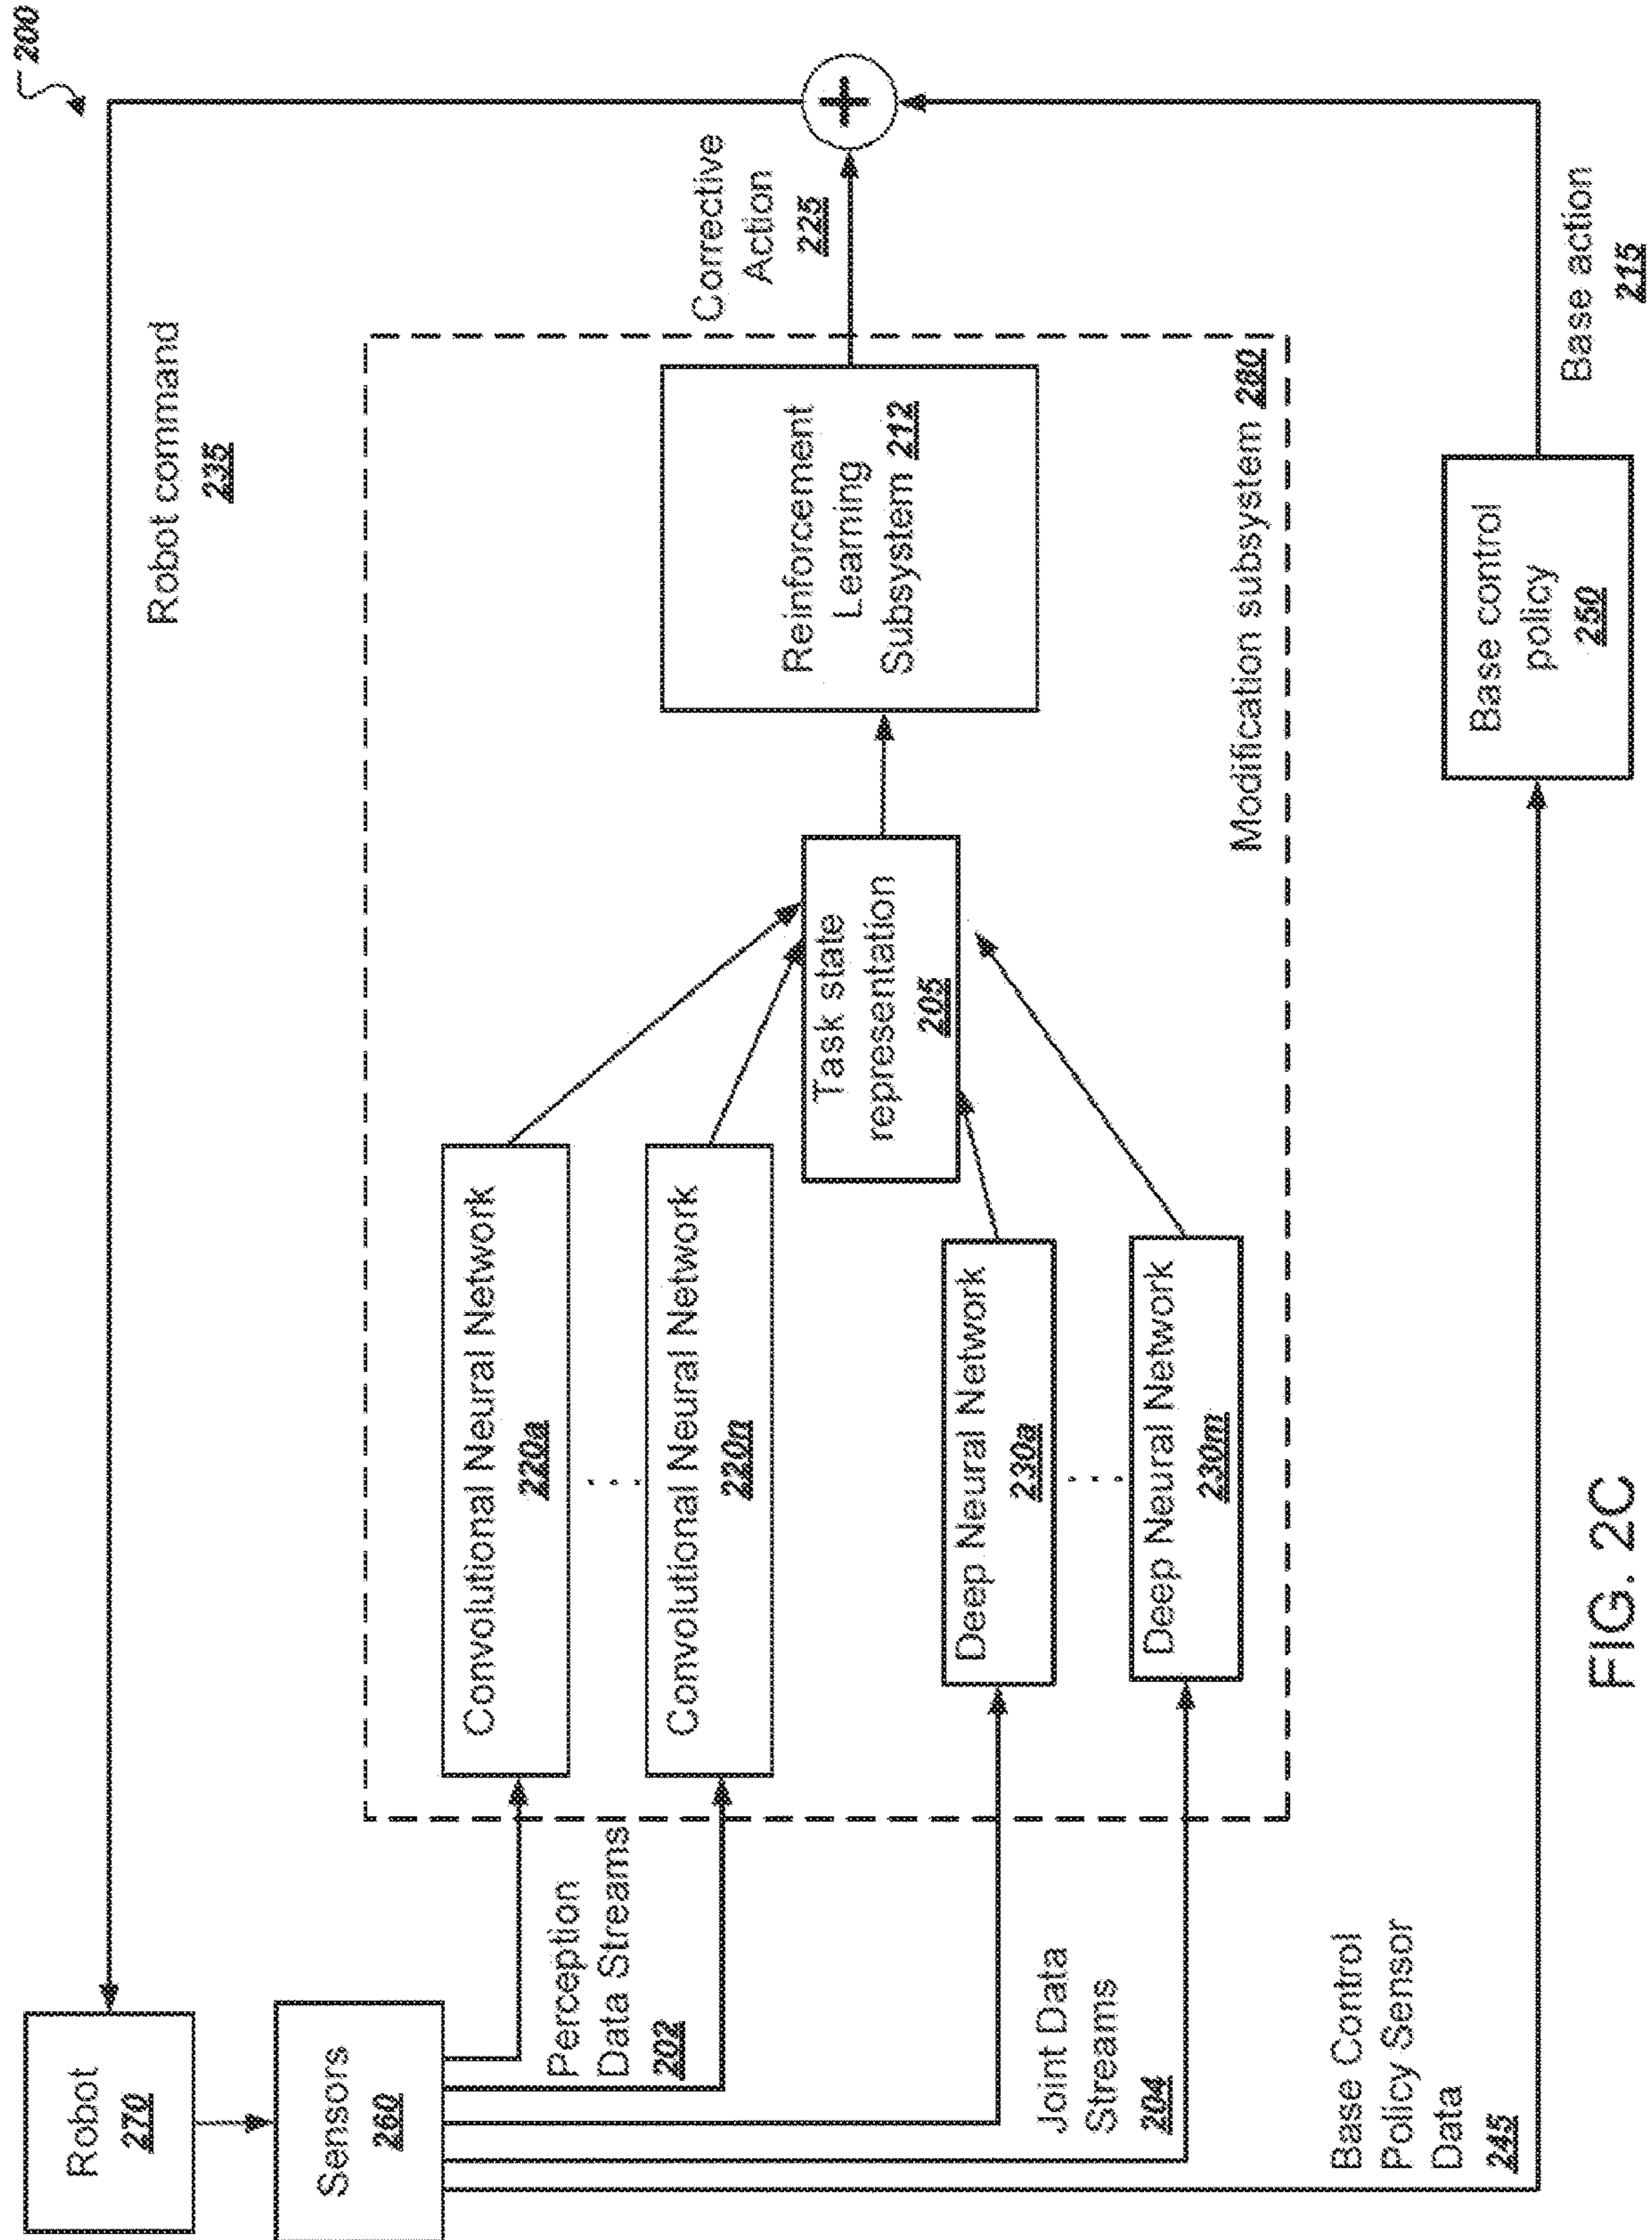 200
Robot
270
Robot command
235
Sensors
260
Perception
Data Streams
202
Convolutional Neural Network
220a
. . .
Convolutional Neural Network
220n
Joint Data
Streams
204
Deep Neural Network
230a
. . .
Deep Neural Network
230m
Task state
representation
205
Reinforcement
Learning
Subsystem 212
Modification subsystem 280
Corrective
Action
225
+
Base Control
Policy Sensor
Data
245
Base control
policy
250
Base action
215
FIG. 2C